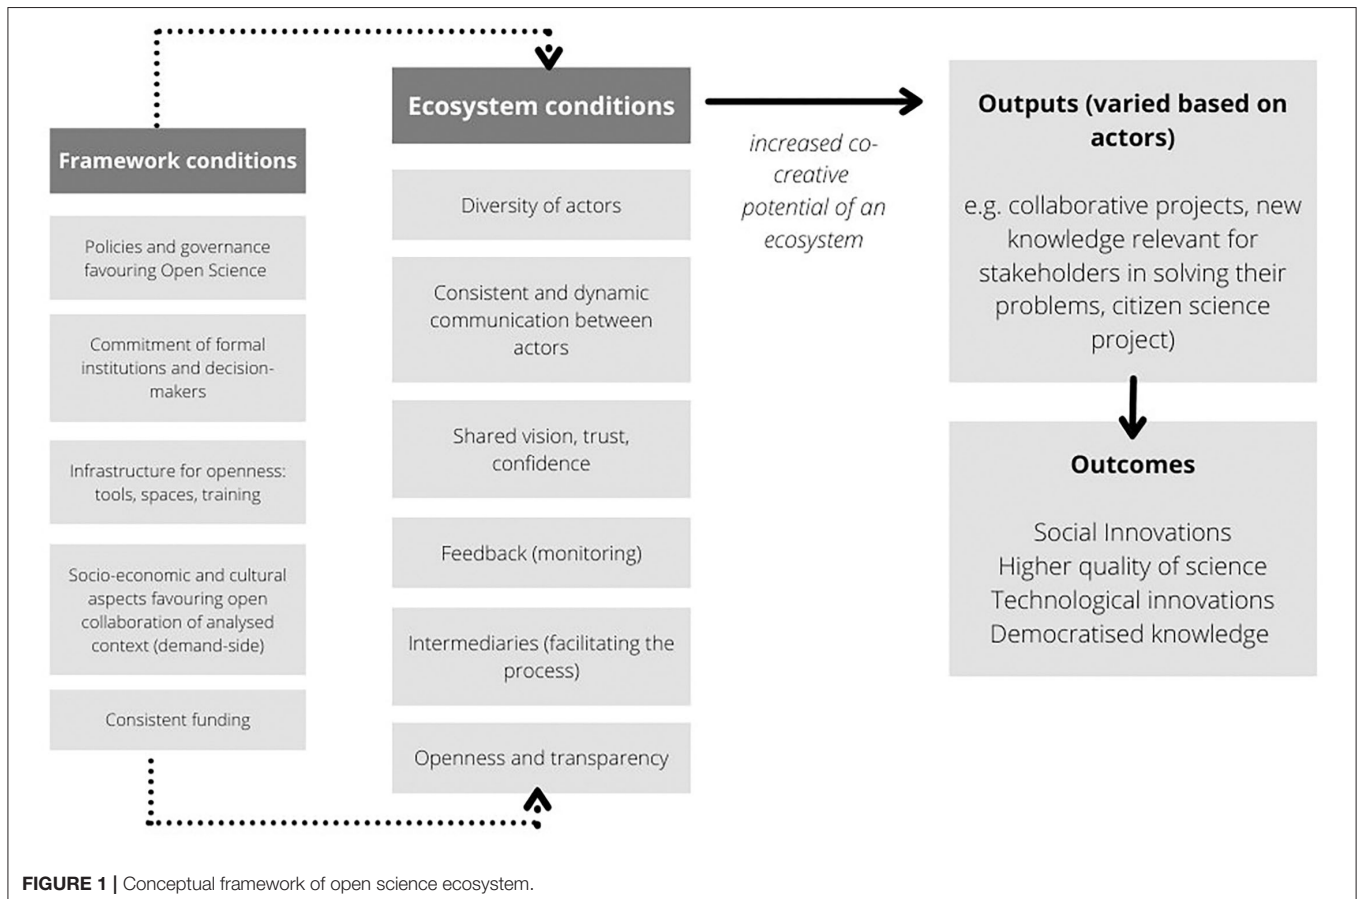 Framework conditions
Policies and governance
favouring Open Science
Commitment of formal
institutions and decision-
makers
Infrastructure for openness:
tools, spaces, training
Socio-economic and cultural
aspects favouring open
collaboration of analysed
context (demand-side)
Consistent funding
Ecosystem conditions
Diversity of actors
Consistent and dynamic
communication between
actors
Shared vision, trust,
confidence
Feedback (monitoring)
Intermediaries (facilitating the
process)
Openness and transparency
increased co-
creative
potential of an
ecosystem
Outputs (varied based on
actors)
e.g. collaborative projects, new
knowledge relevant for
stakeholders in solving their
problems, citizen science
project)
Outcomes
Social Innovations
Higher quality of science
Technological innovations
Democratised knowledge
FIGURE 1 | Conceptual framework of open science ecosystem.